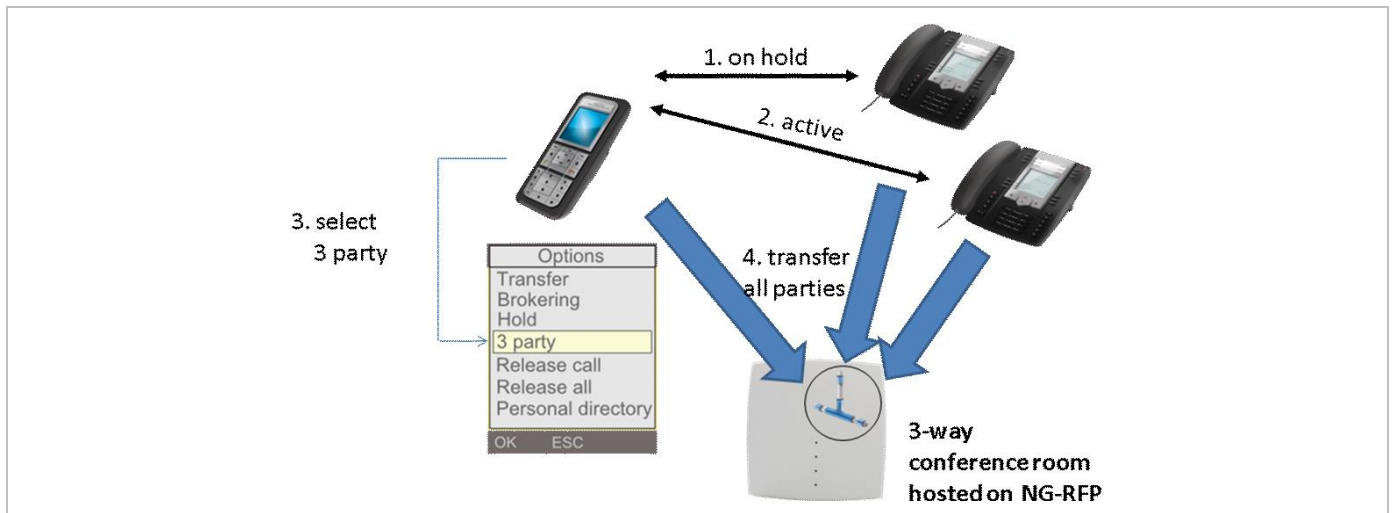 1. on hold
2. active
3. select
3 party
Options
Transfer
Brokering
Hold
3 party
Release call
Release all
Personal directory
OK ESC
4. transfer
all parties
3-way
conference room
hosted on NG-RFP